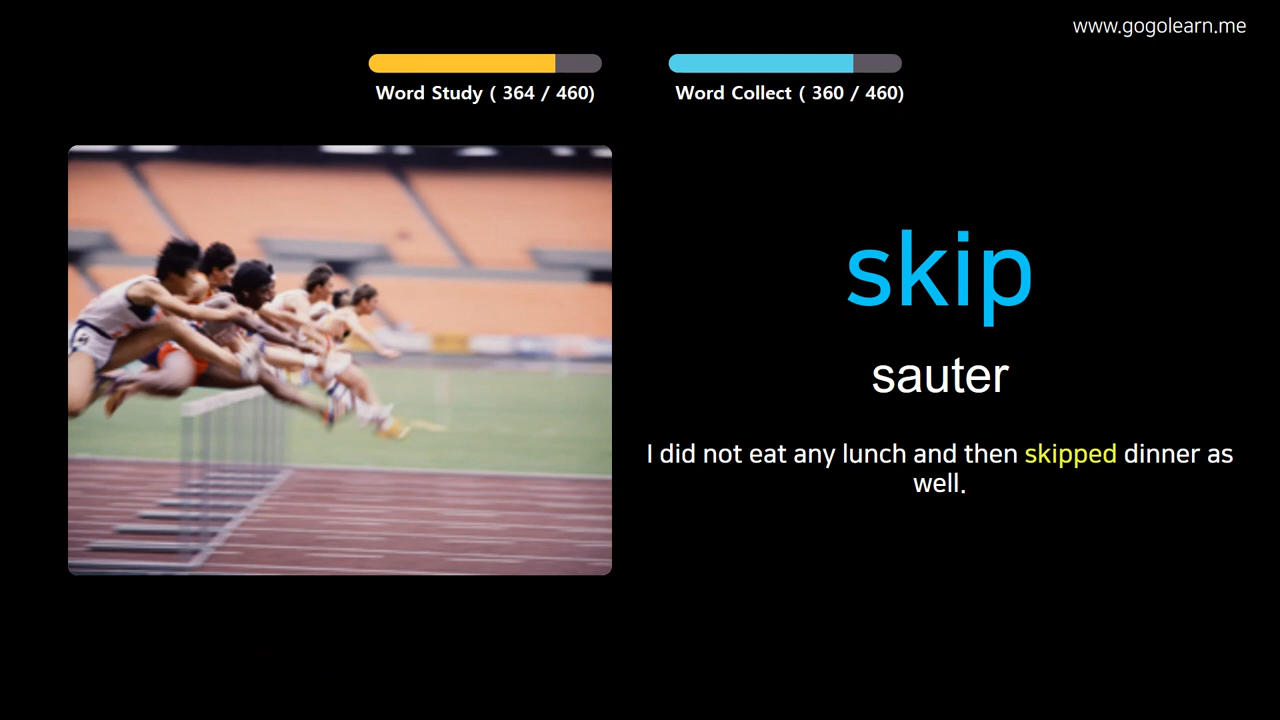 www.gogolearn.me
Word Study ( 364 / 460)
Word Collect ( 360 / 460)
skip
sauter
I did not eat any lunch and then skipped dinner as
well.